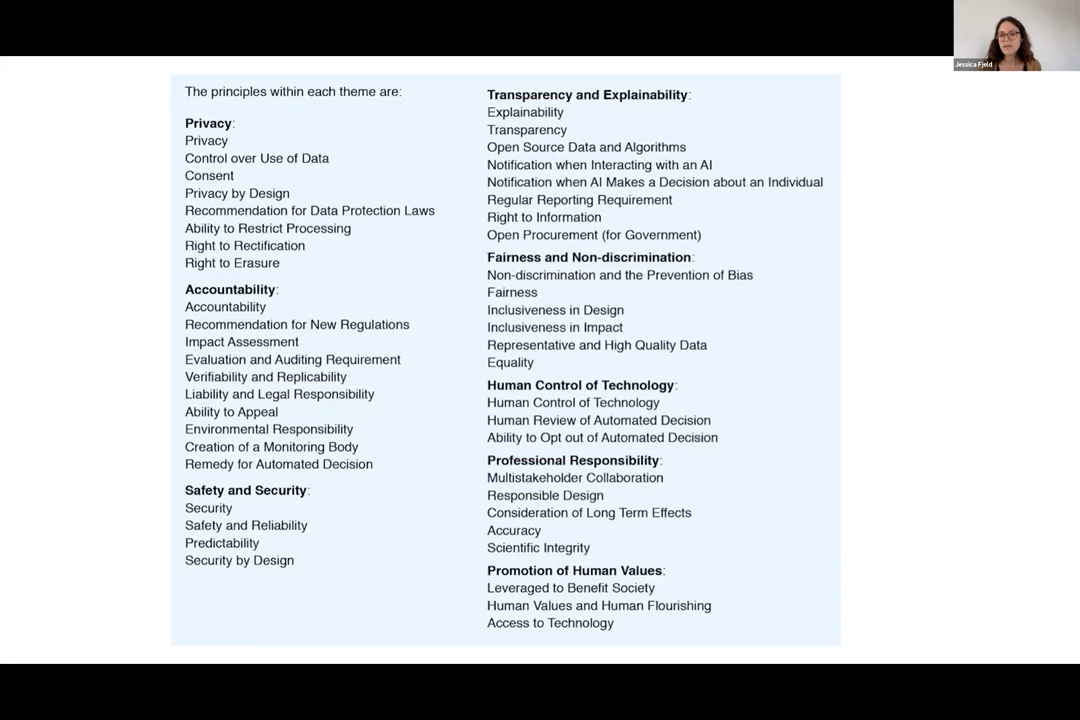 Jessica Fjeld
The principles within each theme are:
Privacy:
Privacy
Control over Use of Data
Consent
Privacy by Design
Recommendation for Data Protection Laws
Ability to Restrict Processing
Right to Rectification
Right to Erasure
Accountability:
Accountability
Recommendation for New Regulations
Impact Assessment
Evaluation and Auditing Requirement
Verifiability and Replicability
Liability and Legal Responsibility
Ability to Appeal
Environmental Responsibility
Creation of a Monitoring Body
Remedy for Automated Decision
Safety and Security:
Security
Safety and Reliability
Predictability
Security by Design
Transparency and Explainability:
Explainability
Transparency
Open Source Data and Algorithms
Notification when Interacting with an AI
Notification when AI Makes a Decision about an Individual
Regular Reporting Requirement
Right to Information
Open Procurement (for Government)
Fairness and Non-discrimination:
Non-discrimination and the Prevention of Bias
Fairness
Inclusiveness in Design
Inclusiveness in Impact
Representative and High Quality Data
Equality
Human Control of Technology:
Human Control of Technology
Human Review of Automated Decision
Ability to Opt out of Automated Decision
Professional Responsibility:
Multistakeholder Collaboration
Responsible Design
Consideration of Long Term Effects
Accuracy
Scientific Integrity
Promotion of Human Values:
Leveraged to Benefit Society
Human Values and Human Flourishing
Access to Technology